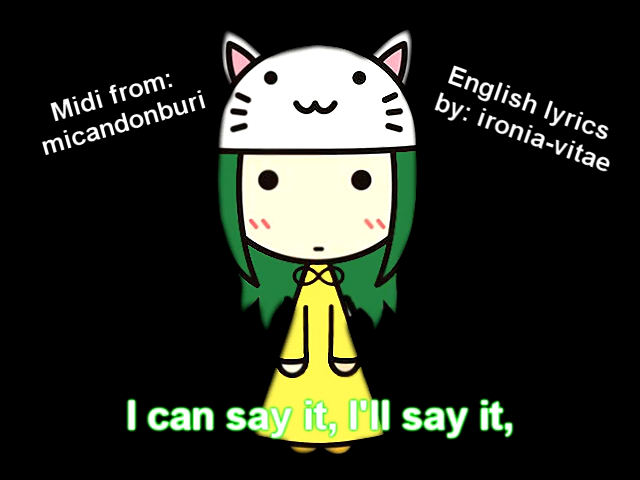 Midi from:
micandonburi
English lyrics
by: ironia-vitae
I can say it, I'll say it,